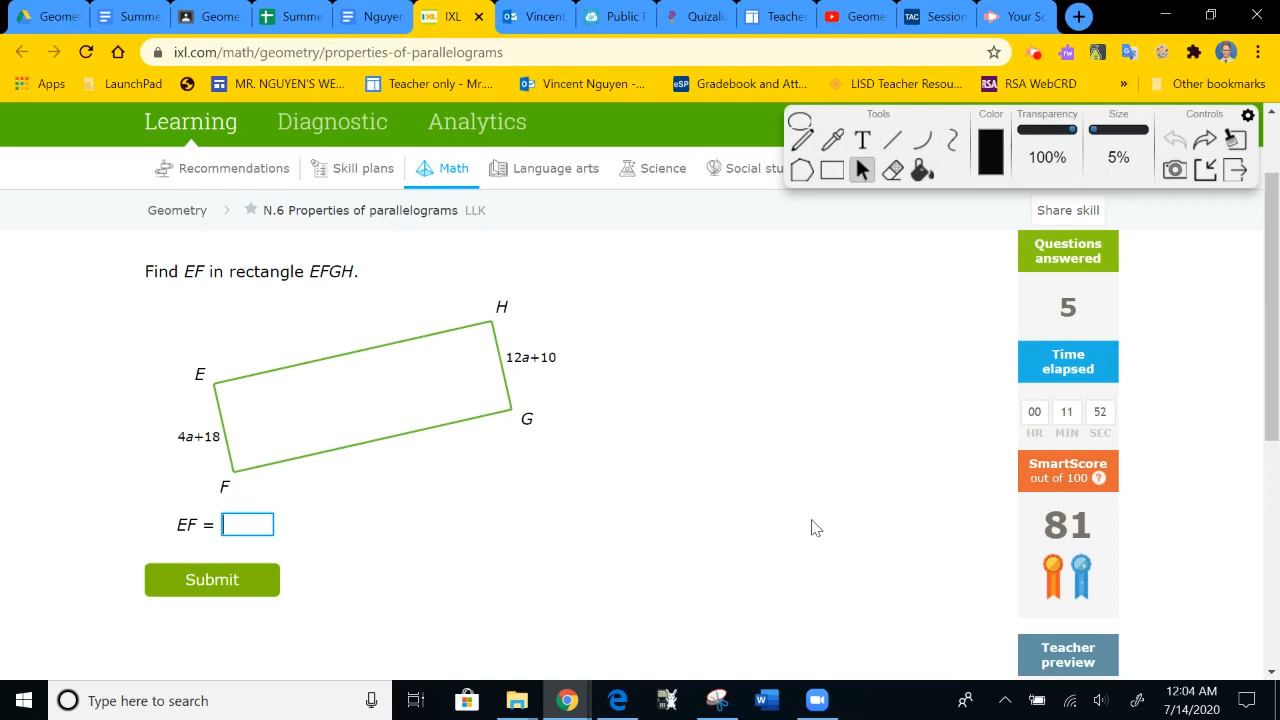 Geome
Summe
Geome
Summe
Nguyer
IXL
Vincent
Public P
Quizali
Teacher
Geome
TAC
Session
Your Sc
ixl.com/math/geometry/properties-of-parallelograms
Apps
LaunchPad
MR. NGUYEN'S WE...
Teacher only - Mr....
Vincent Nguyen -...
eSP
Gradebook and Att...
LISD Teacher Resou...
RSA
RSA WebCRD
»
Other bookmarks
Learning
Diagnostic
Analytics
Tools
Color
Transparency
Size
Controls
T
100%
5%
Recommendations
Skill plans
Math
Language arts
Science
Social stu
Geometry
N.6 Properties of parallelograms
LLK
Share skill
Find EF in rectangle EFGH.
H
12a+10
E
G
4a+18
F
EF =
Submit
Questions
answered
5
Time
elapsed
00
11
52
HR
MIN
SEC
SmartScore
out of 100 ?
81
Teacher
preview
Type here to search
12:04 AM
7/14/2020